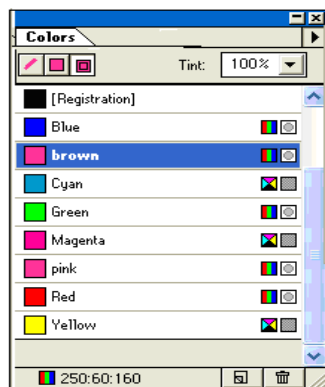 Colors
Tint: 100%
[Registration]
Blue
brown
Cyan
Green
Magenta
pink
Red
Yellow
250:60:160